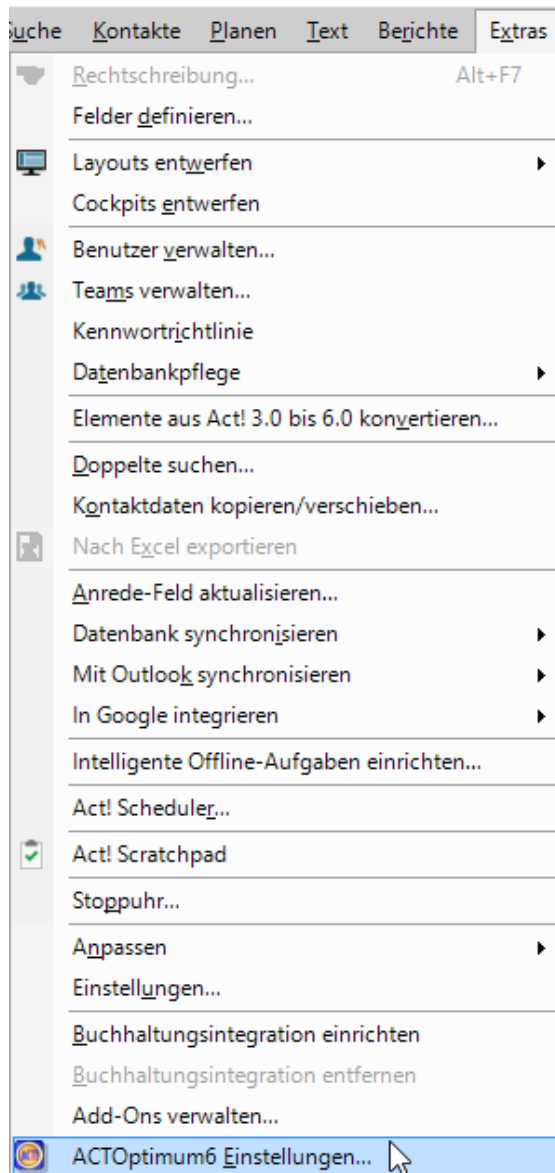 Suche Kontakte Planen Text Berichte Extras
Rechtschreibung... Alt+F7
Felder definieren...
Layouts entwerfen
Cockpits entwerfen
Benutzer verwalten...
Teams verwalten...
Kennwortrichtlinie
Datenbankpflege
Elemente aus Act! 3.0 bis 6.0 konvertieren...
Doppelte suchen...
Kontaktdaten kopieren/verschieben...
Nach Excel exportieren
Anrede-Feld aktualisieren...
Datenbank synchronisieren
Mit Outlook synchronisieren
In Google integrieren
Intelligente Offline-Aufgaben einrichten...
Act! Scheduler...
Act! Scratchpad
Stoppuhr...
Anpassen
Einstellungen...
Buchhaltungsintegration einrichten
Buchhaltungsintegration entfernen
Add-Ons verwalten...
ACTOptimum6 Einstellungen...